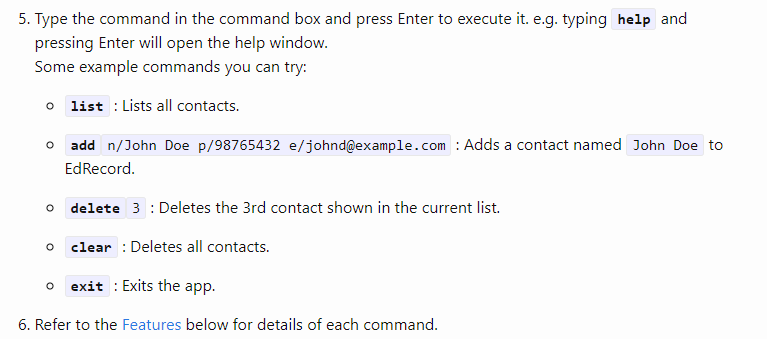 5. Type the command in the command box and press Enter to execute it. e.g. typing help and
pressing Enter will open the help window.
Some example commands you can try:
list : Lists all contacts.
add n/John Doe p/98765432 e/johnd@example.com : Adds a contact named John Doe to
EdRecord.
delete 3 : Deletes the 3rd contact shown in the current list.
clear : Deletes all contacts.
exit : Exits the app.
6. Refer to the Features below for details of each command.